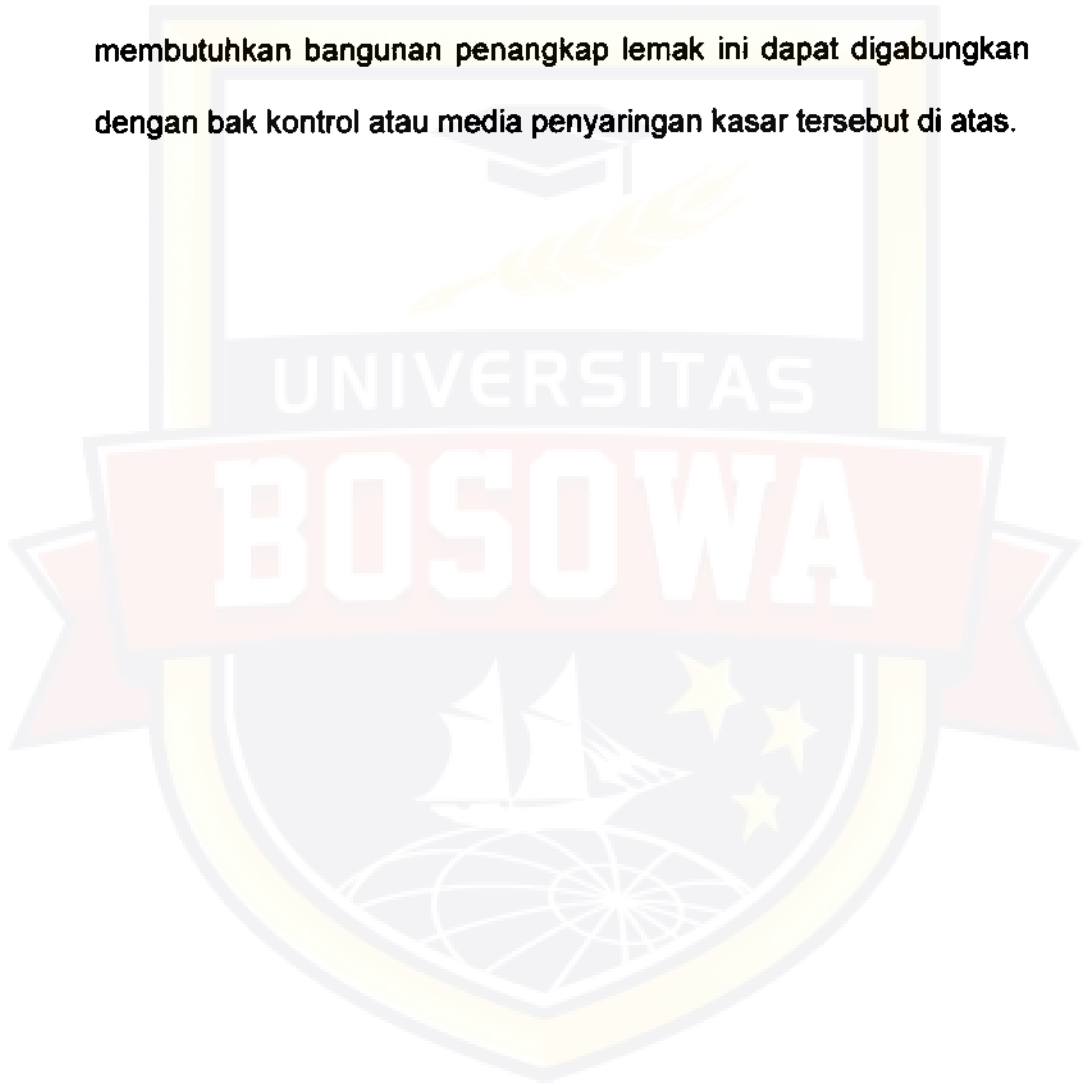 membutuhkan bangunan penangkap lemak ini dapat digabungkan
dengan bak kontrol atau media penyaringan kasar tersebut di atas.
UNIVERSITAS
BOSOWA